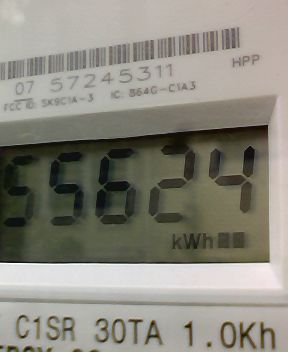 07 57245311
HPP
FCC ID: SK9C1A-3 IC: 864G-C1A3
55624
kWh
C1SR 30TA 1.0Kh